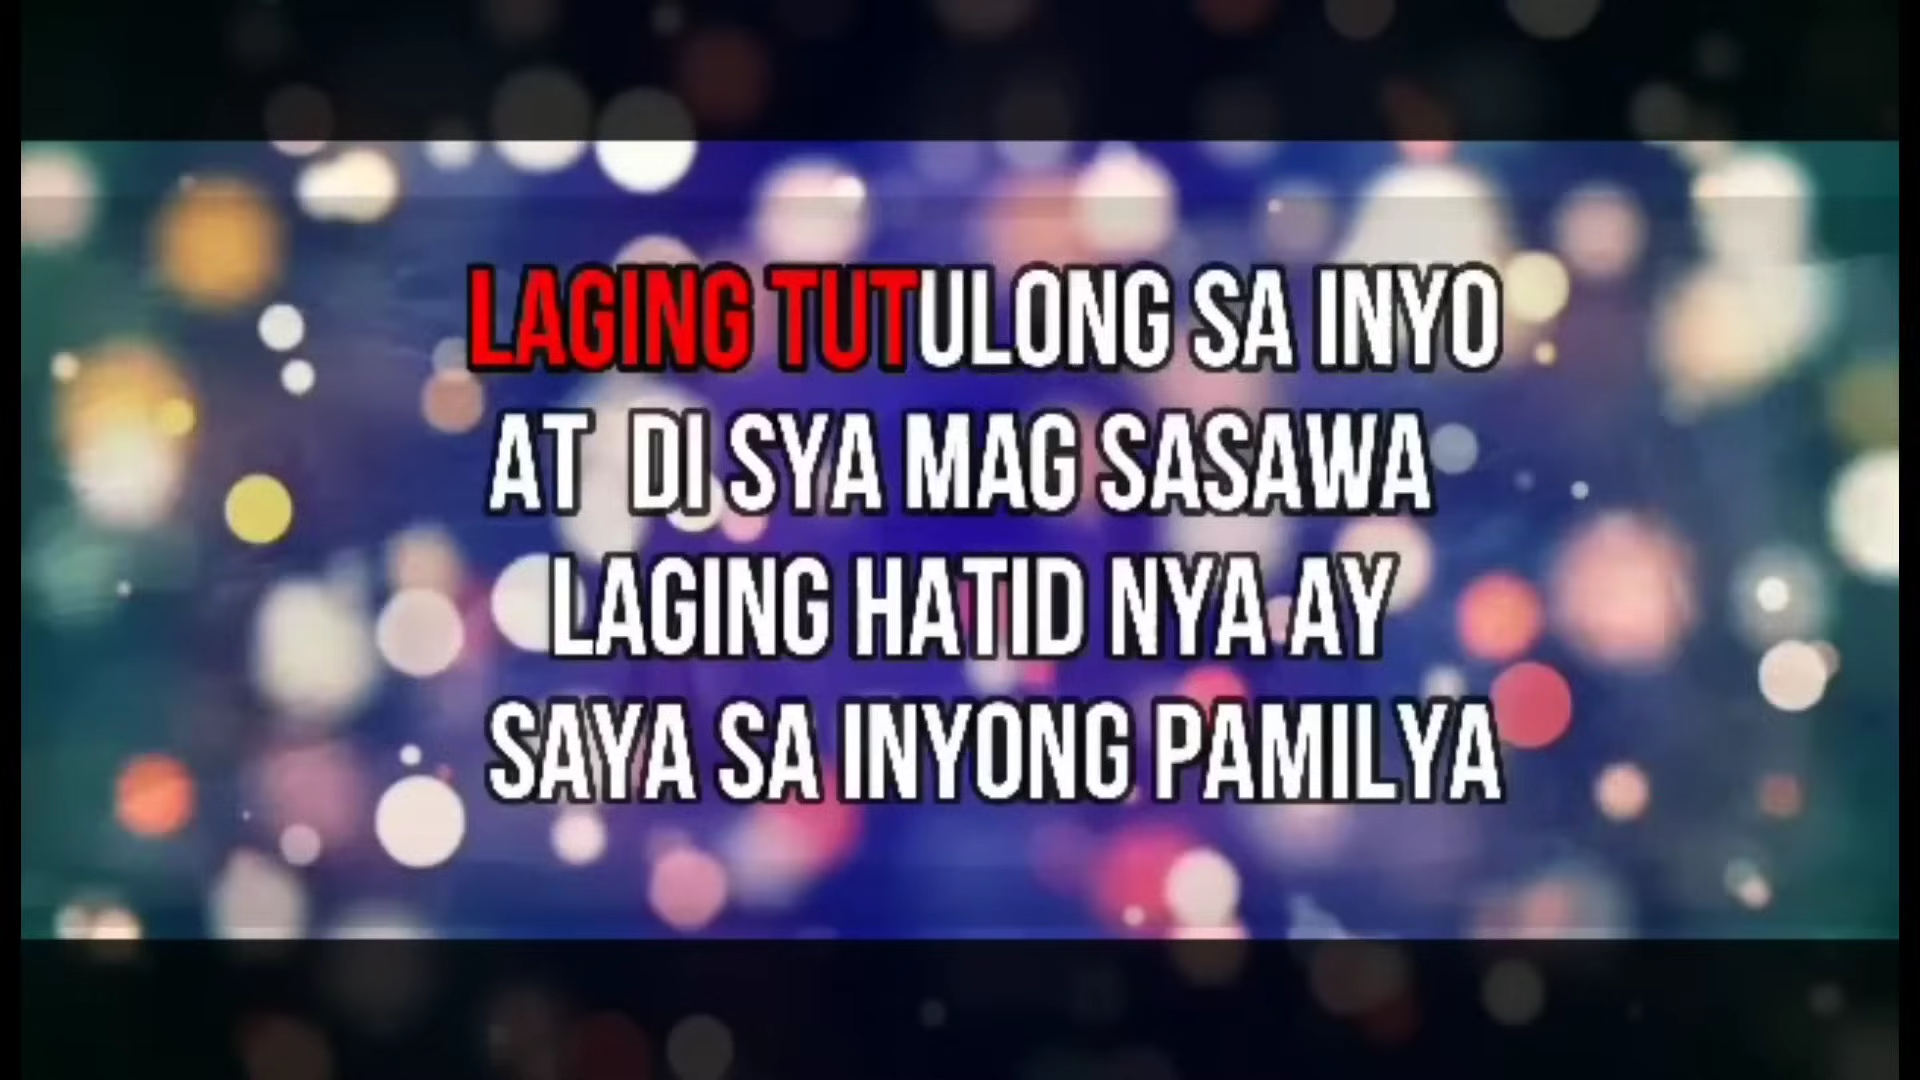 LAGING TUTULONG SA INYO
AT DI SYA MAG SASAWA
LAGING HATID NYA AY
SAYA SA INYONG PAMILYA